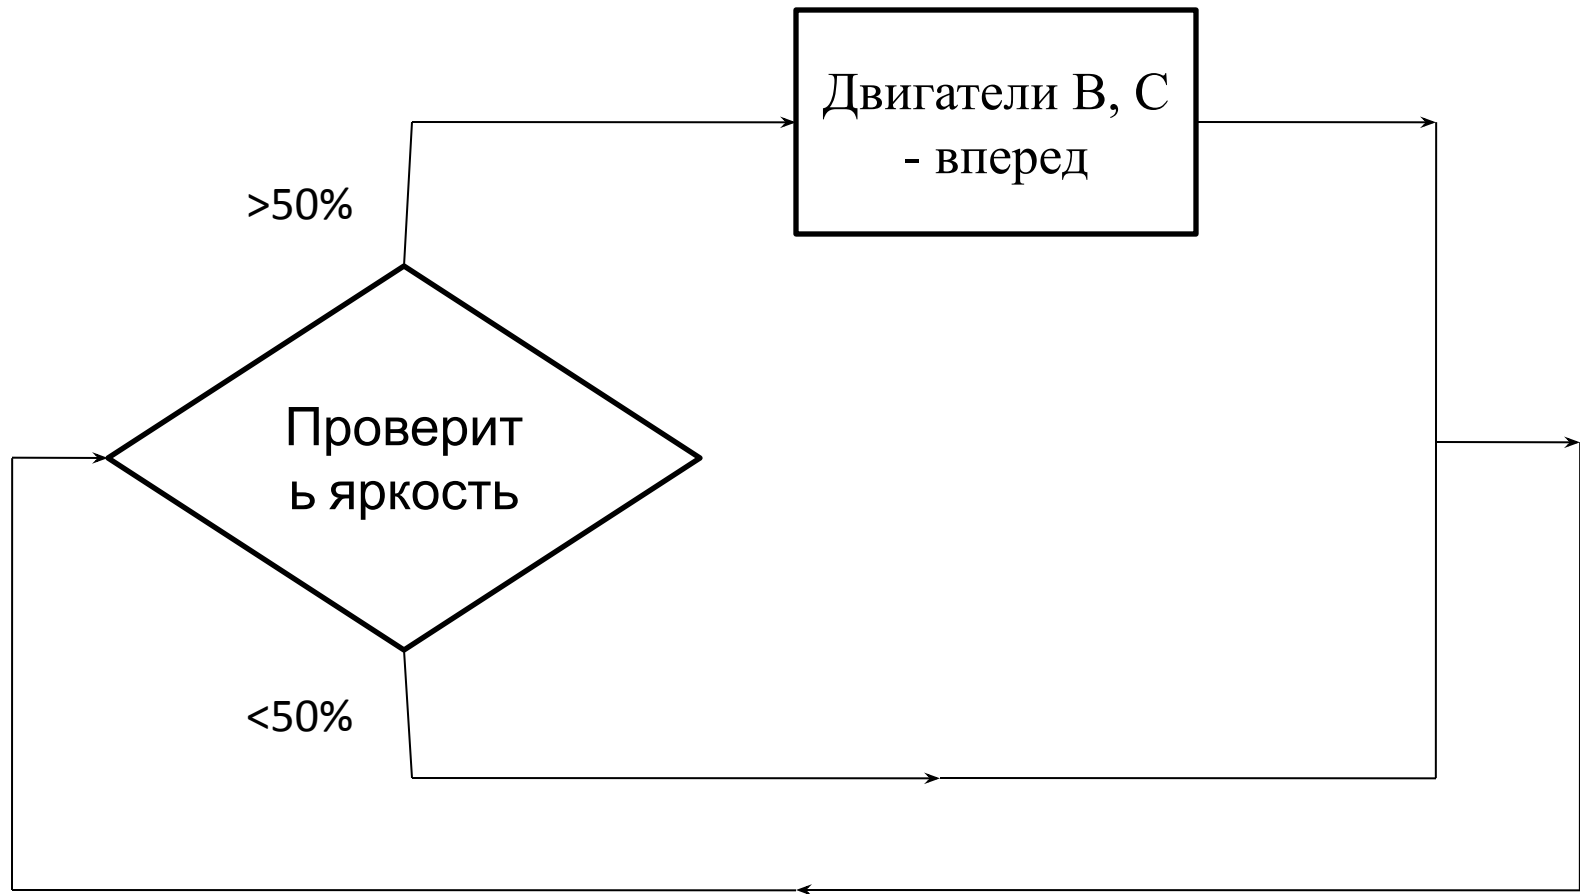 Двигатели B, C
- вперед
>50%
Проверит
ь яркость
<50%